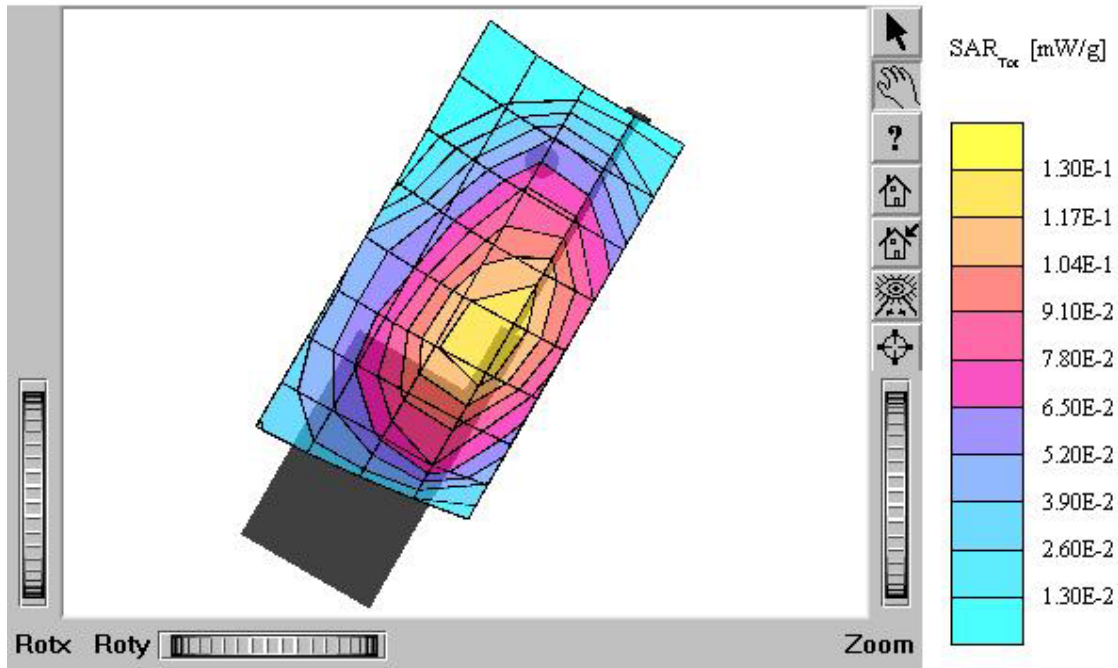 SAR_Tot [mW/g]
?
1.30E-1
1.17E-1
1.04E-1
9.10E-2
7.80E-2
6.50E-2
5.20E-2
3.90E-2
2.60E-2
1.30E-2
Rotx Roty Zoom